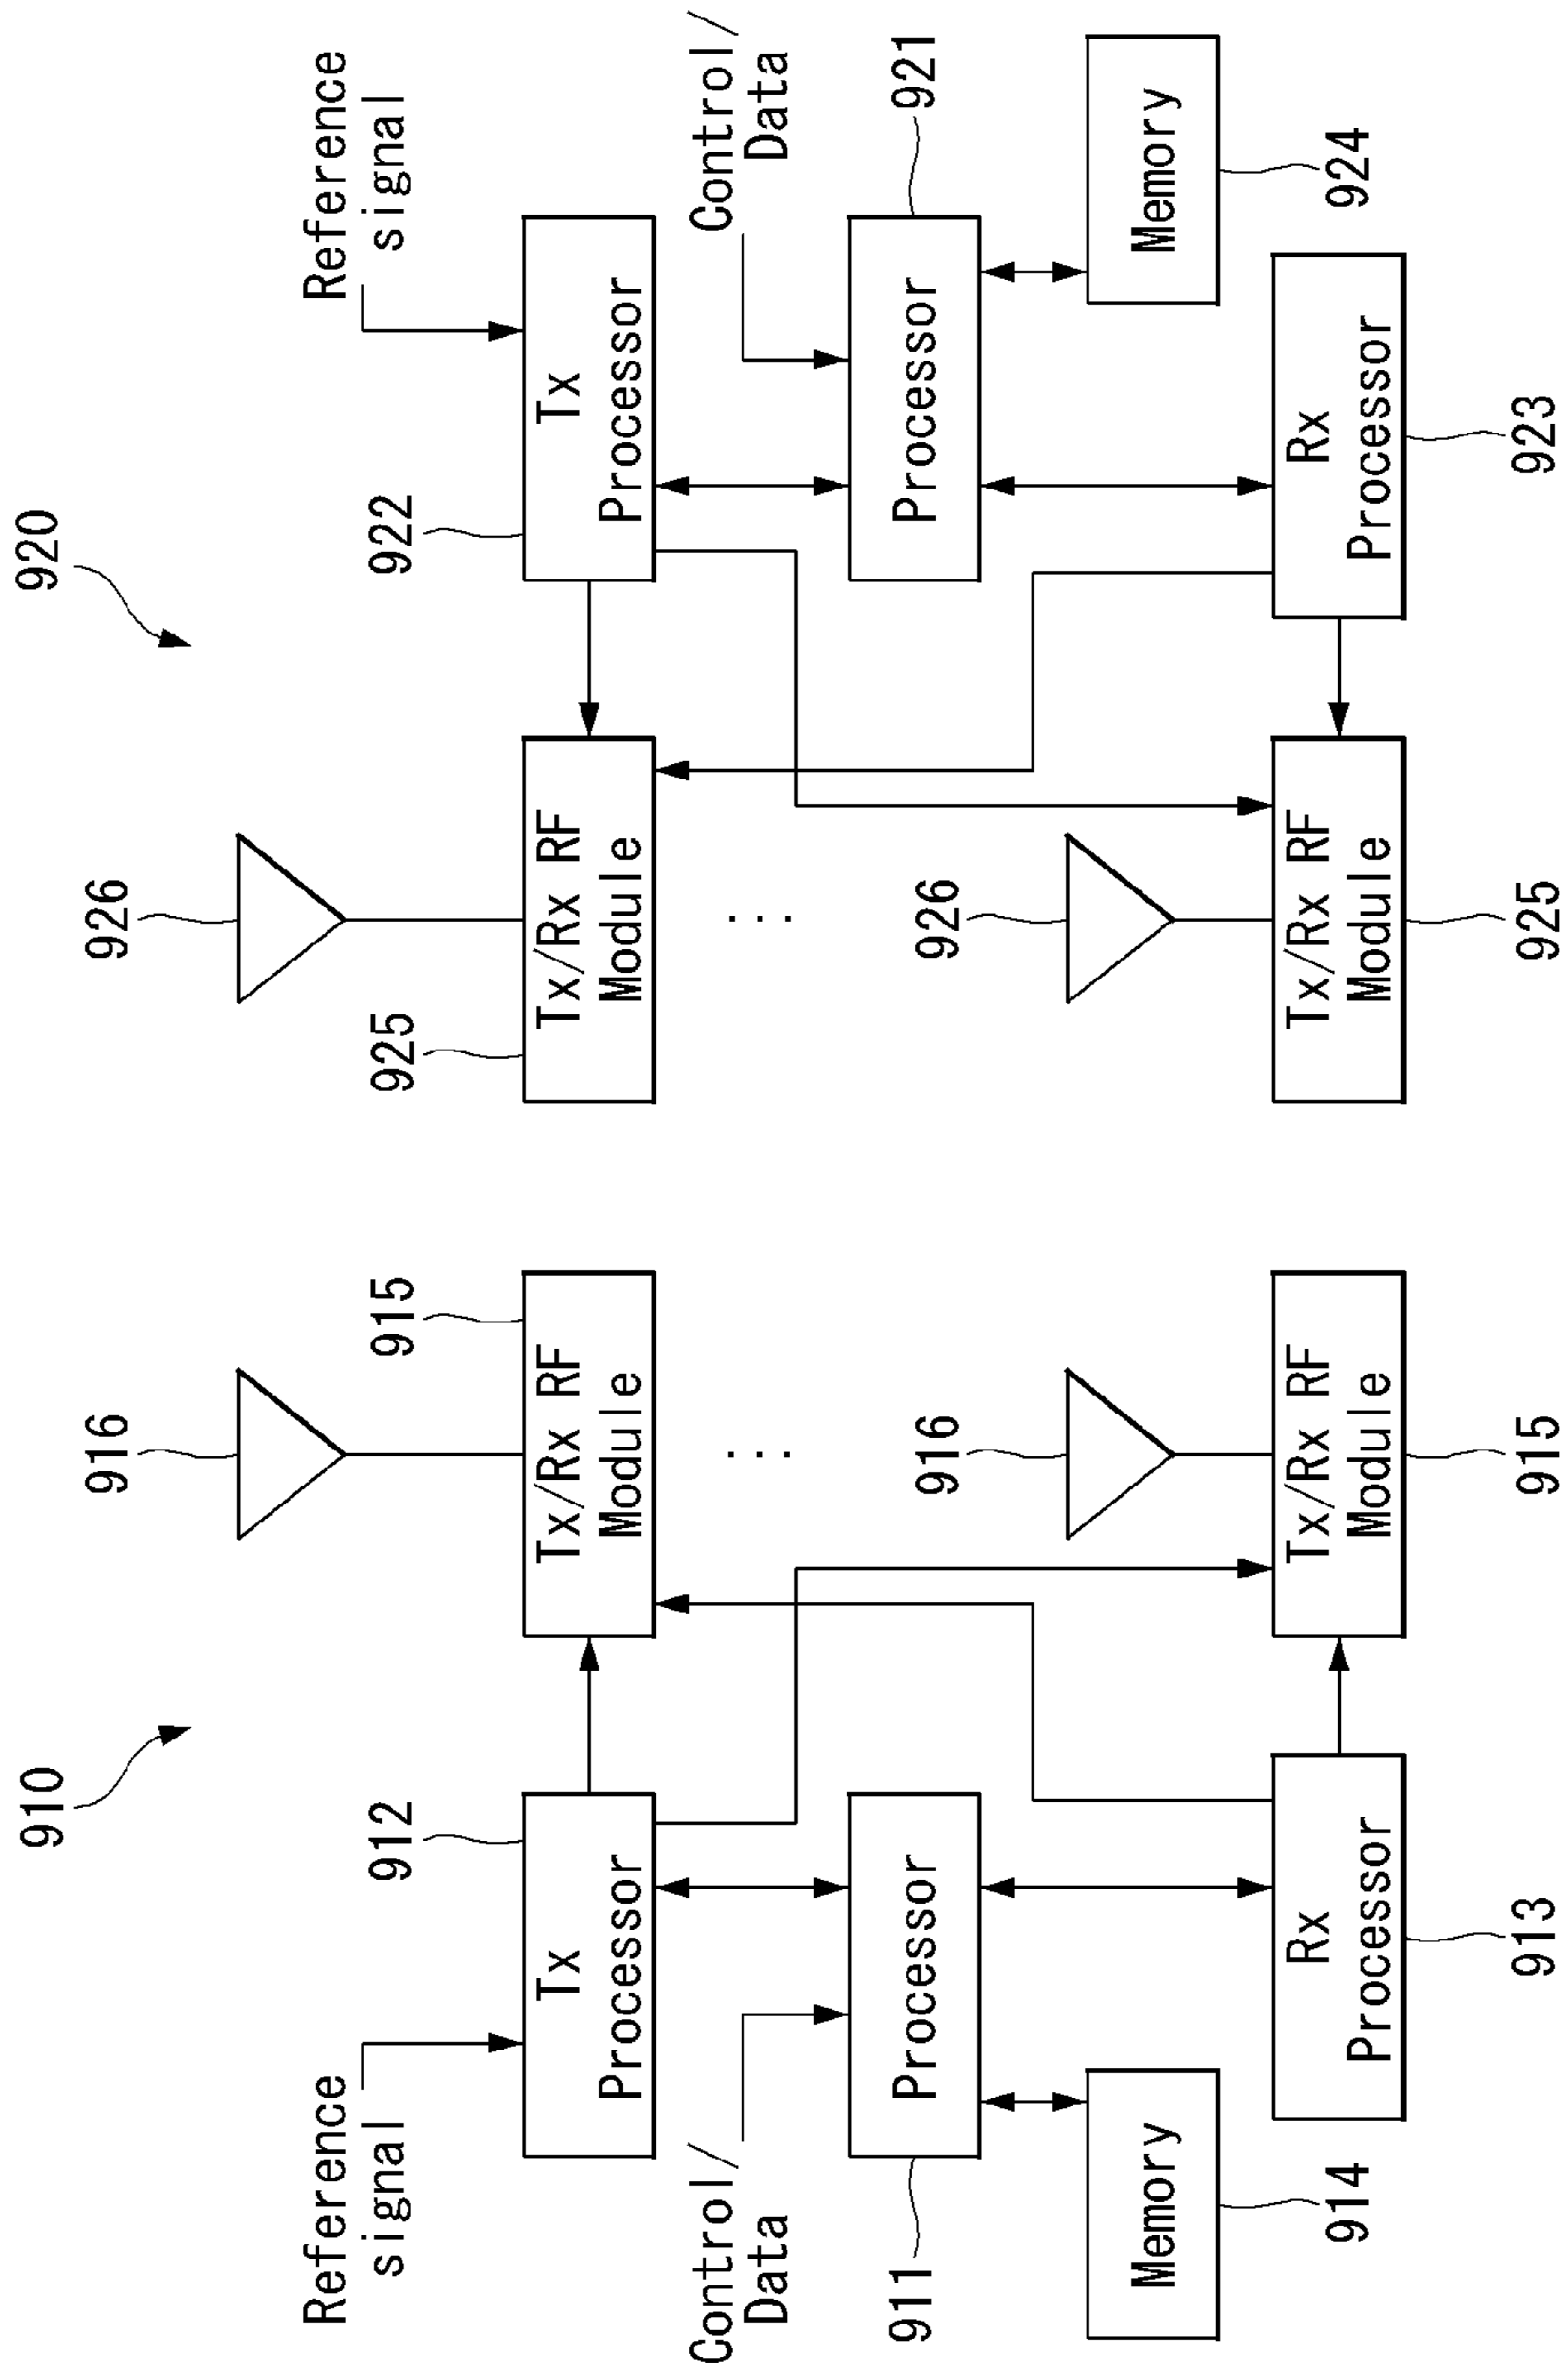 910
920
916
926
Reference
signal
912
915
925
922
Reference
signal
Tx
Processor
Tx/Rx RF
Module
Tx/Rx RF
Module
Tx
Processor
Control/
Data
...
...
Control/
Data
911
Processor
916
926
Processor
921
Memory
Memory
914
Rx
Processor
Tx/Rx RF
Module
Tx/Rx RF
Module
Rx
Processor
924
913
915
925
923